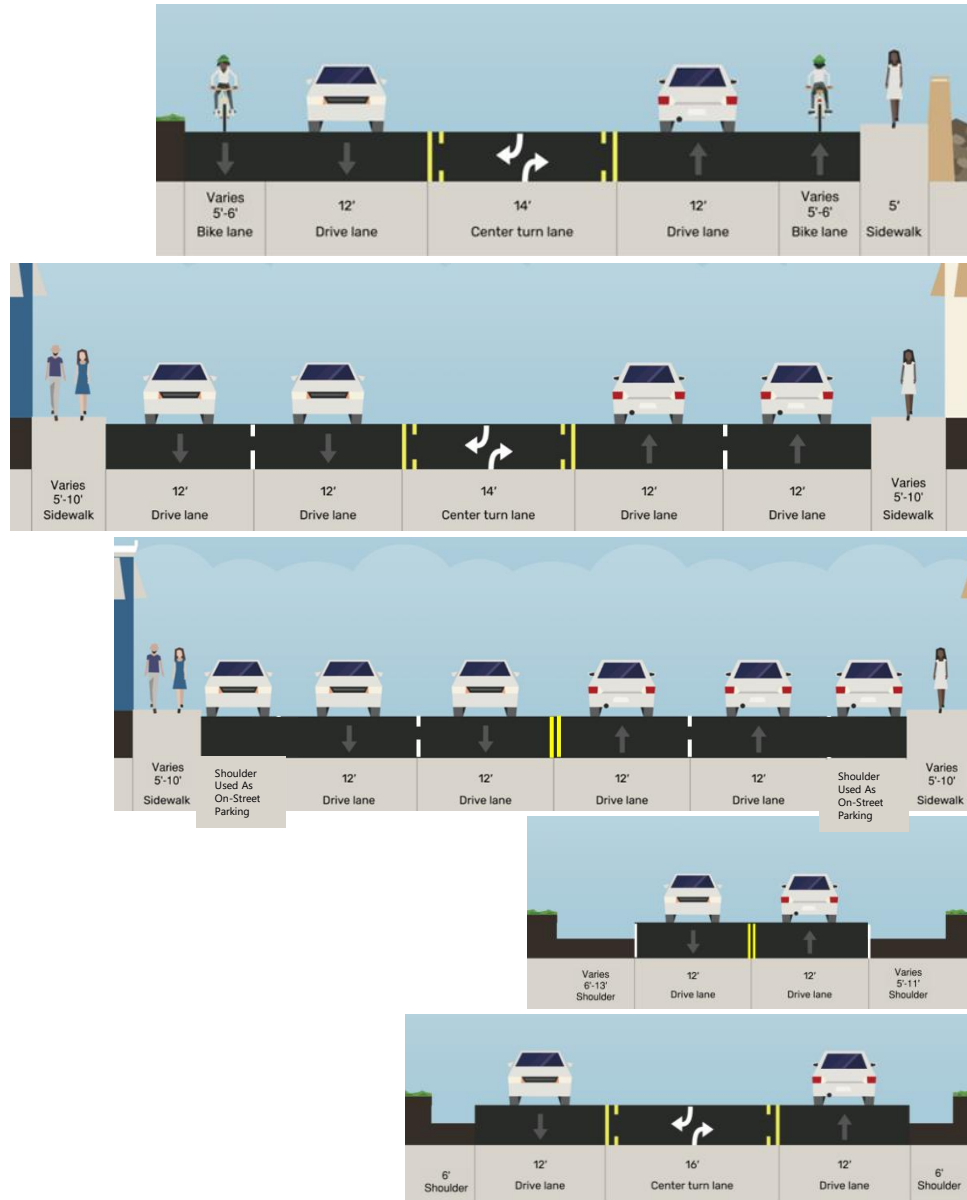 Varies
5'-6'
Bike lane
12'
Drive lane
14'
Center turn lane
12'
Drive lane
Varies
5'-6'
Bike lane
5'
Sidewalk
Varies
5'-10'
Sidewalk
12'
Drive lane
12'
Drive lane
14'
Center turn lane
12'
Drive lane
12'
Drive lane
Varies
5'-10'
Sidewalk
Varies
5'-10'
Sidewalk
Shoulder
Used As
On-Street
Parking
12'
Drive lane
12'
Drive lane
12'
Drive lane
12'
Drive lane
Shoulder
Used As
On-Street
Parking
Varies
5'-10'
Sidewalk
Varies
6'-13'
Shoulder
12'
Drive lane
12'
Drive lane
Varies
5'-11'
Shoulder
6'
Shoulder
12'
Drive lane
16'
Center turn lane
12'
Drive lane
6'
Shoulder